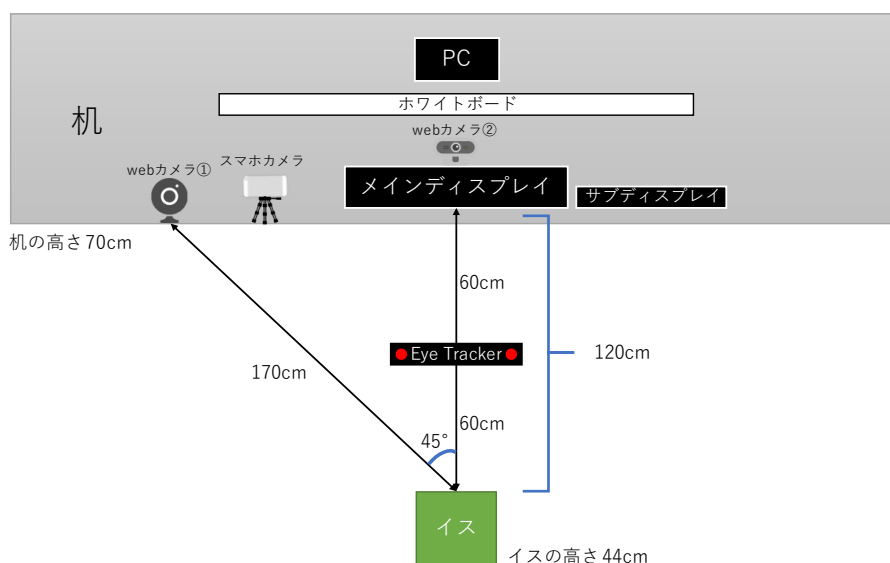 PC
ホワイトボード
机
webカメラ②
webカメラ①
スマホカメラ
メインディスプレイ
サブディスプレイ
机の高さ70cm
60cm
Eye Tracker
120cm
170cm
60cm
45°
イス
イスの高さ44cm